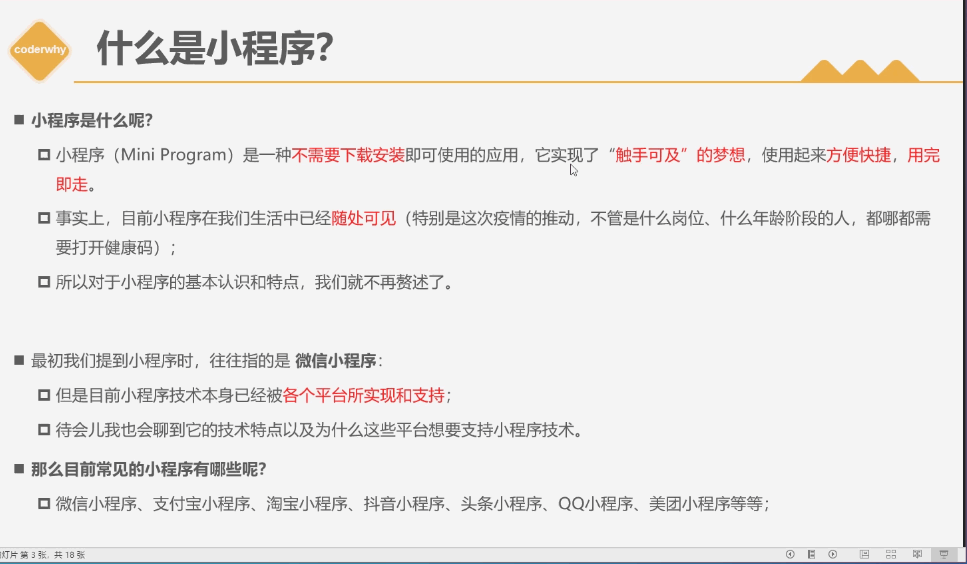 coderwhy
什么是小程序？
小程序是什么呢？
小程序（Mini Program）是一种不需要下载安装即可使用的应用，它实现了“触手可及”的梦想，使用起来方便快捷，用完
即走。
事实上，目前小程序在我们生活中已经随处可见（特别是这次疫情的推动，不管是什么岗位、什么年龄阶段的人，都哪都需
要打开健康码）；
所以对于小程序的基本认识和特点，我们就不再赘述了。
最初我们提到小程序时，往往指的是 微信小程序：
但是目前小程序技术本身已经被各个平台所实现和支持；
待会儿我也会聊到它的技术特点以及为什么这些平台想要支持小程序技术。
那么目前常见的小程序有哪些呢？
微信小程序、支付宝小程序、淘宝小程序、抖音小程序、头条小程序、QQ小程序、美团小程序等等；
灯片 第 3 张，共 18 张